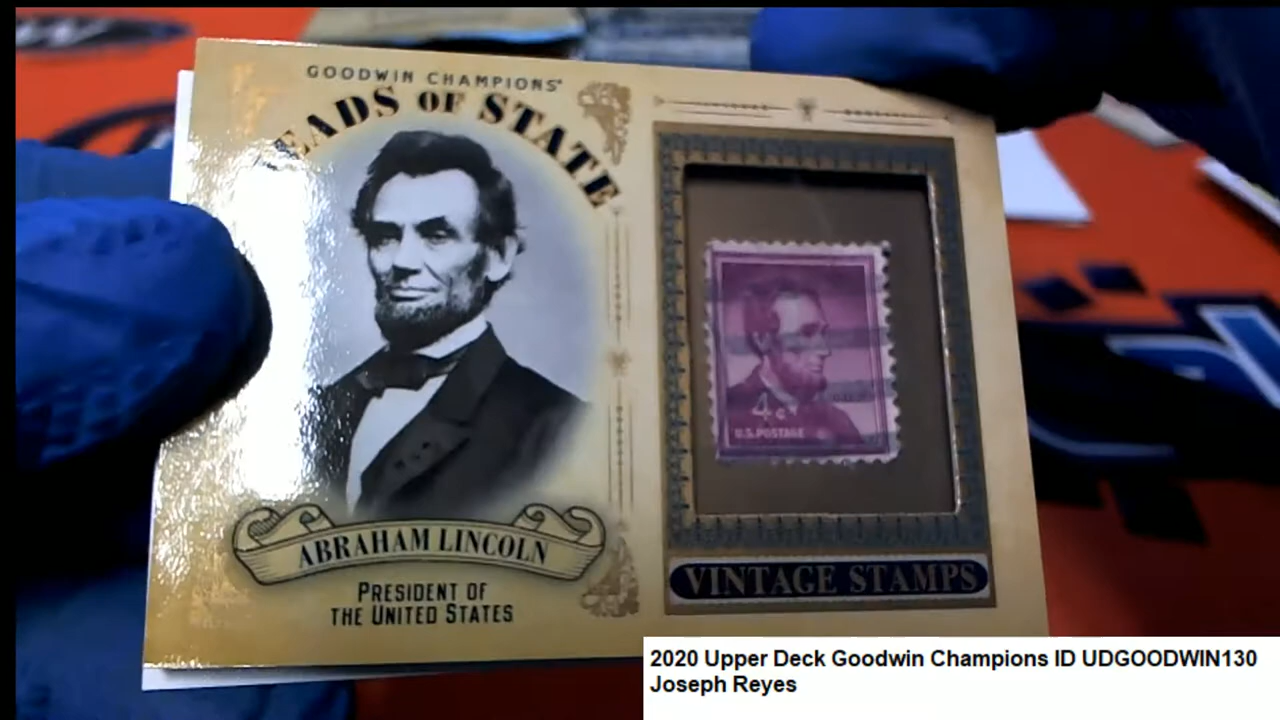 GOODWIN CHAMPIONS
HEADS OF STATE
ABRAHAM LINCOLN
PRESIDENT OF
THE UNITED STATES
4¢
U.S. POSTAGE
VINTAGE STAMPS
2020 Upper Deck Goodwin Champions ID UDGOODWIN130
Joseph Reyes